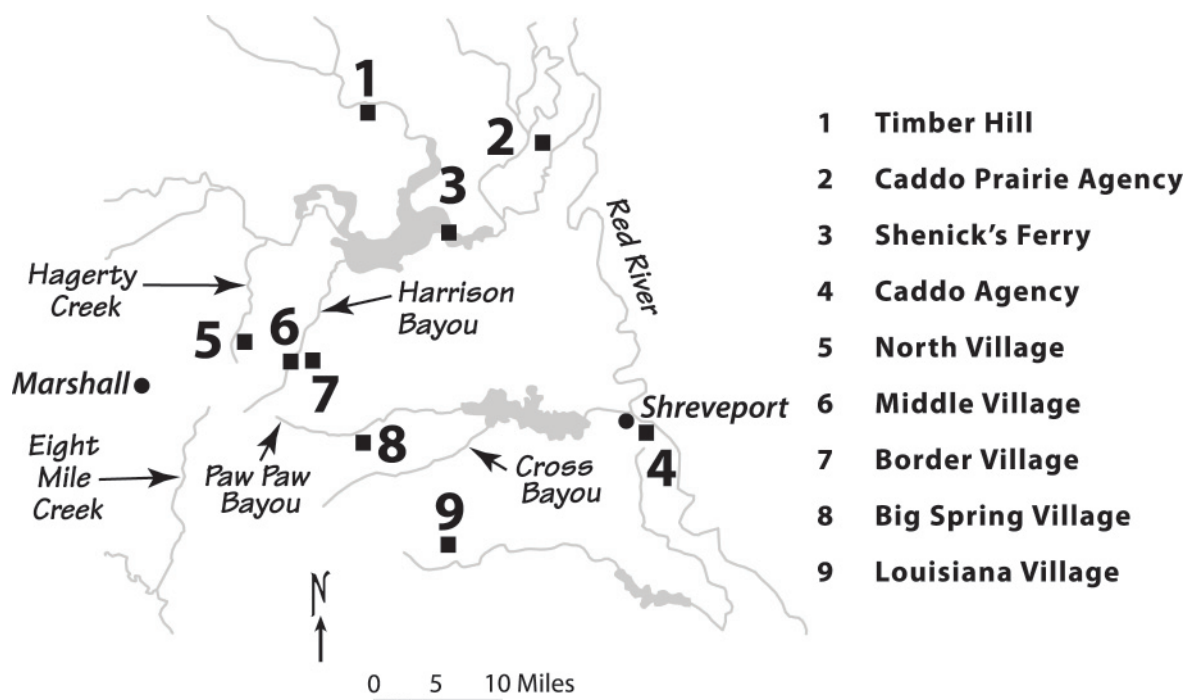 1
2
3
Red River
Hagerty
Creek
Harrison
Bayou
5
6
7
Marshall
Shreveport
Eight
Mile
Creek
Paw Paw
Bayou
8
Cross
Bayou
4
9
N
0 5 10 Miles
1 Timber Hill
2 Caddo Prairie Agency
3 Shenick's Ferry
4 Caddo Agency
5 North Village
6 Middle Village
7 Border Village
8 Big Spring Village
9 Louisiana Village